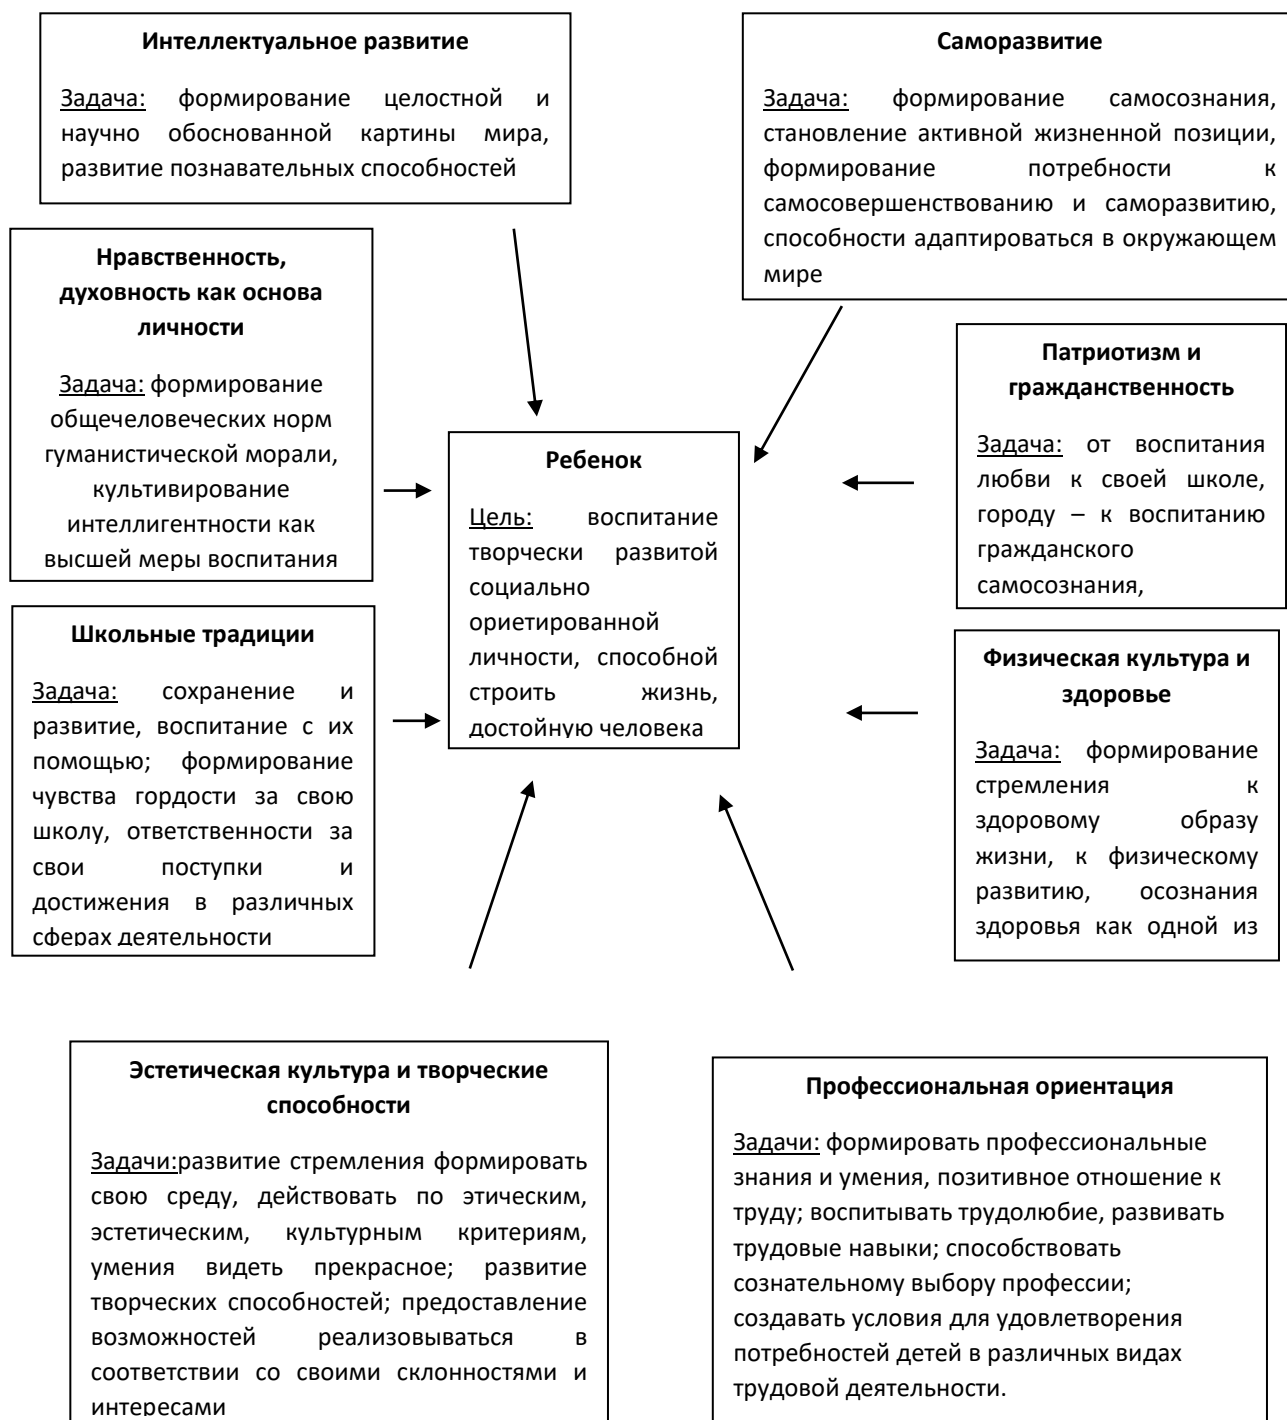 Интеллектуальное развитие
Задача: формирование целостной и
научно обоснованной картины мира,
развитие познавательных способностей
Саморазвитие
Задача: формирование самосознания,
становление активной жизненной позиции,
формирование потребности к
самосовершенствованию и саморазвитию,
способности адаптироваться в окружающем
мире
Нравственность,
духовность как основа
личности
Задача: формирование
общечеловеческих норм
гуманистической морали,
культивирование
интеллигентности как
высшей меры воспитания
Патриотизм и
гражданственность
Задача: от воспитания
любви к своей школе,
городу – к воспитанию
гражданского
самосознания,
Ребенок
Цель: воспитание
творчески развитой
социально
ориетированной
личности, способной
строить жизнь,
достойную человека
Школьные традиции
Задача: сохранение и
развитие, воспитание с их
помощью; формирование
чувства гордости за свою
школу, ответственности за
свои поступки и
достижения в различных
сферах деятельности
Физическая культура и
здоровье
Задача: формирование
стремления к
здоровому образу
жизни, к физическому
развитию, осознания
здоровья как одной из
Эстетическая культура и творческие
способности
Задачи:развитие стремления формировать
свою среду, действовать по этическим,
эстетическим, культурным критериям,
умения видеть прекрасное; развитие
творческих способностей; предоставление
возможностей реализовываться в
соответствии со своими склонностями и
интересами
Профессиональная ориентация
Задачи: формировать профессиональные
знания и умения, позитивное отношение к
труду; воспитывать трудолюбие, развивать
трудовые навыки; способствовать
сознательному выбору профессии;
создавать условия для удовлетворения
потребностей детей в различных видах
трудовой деятельности.